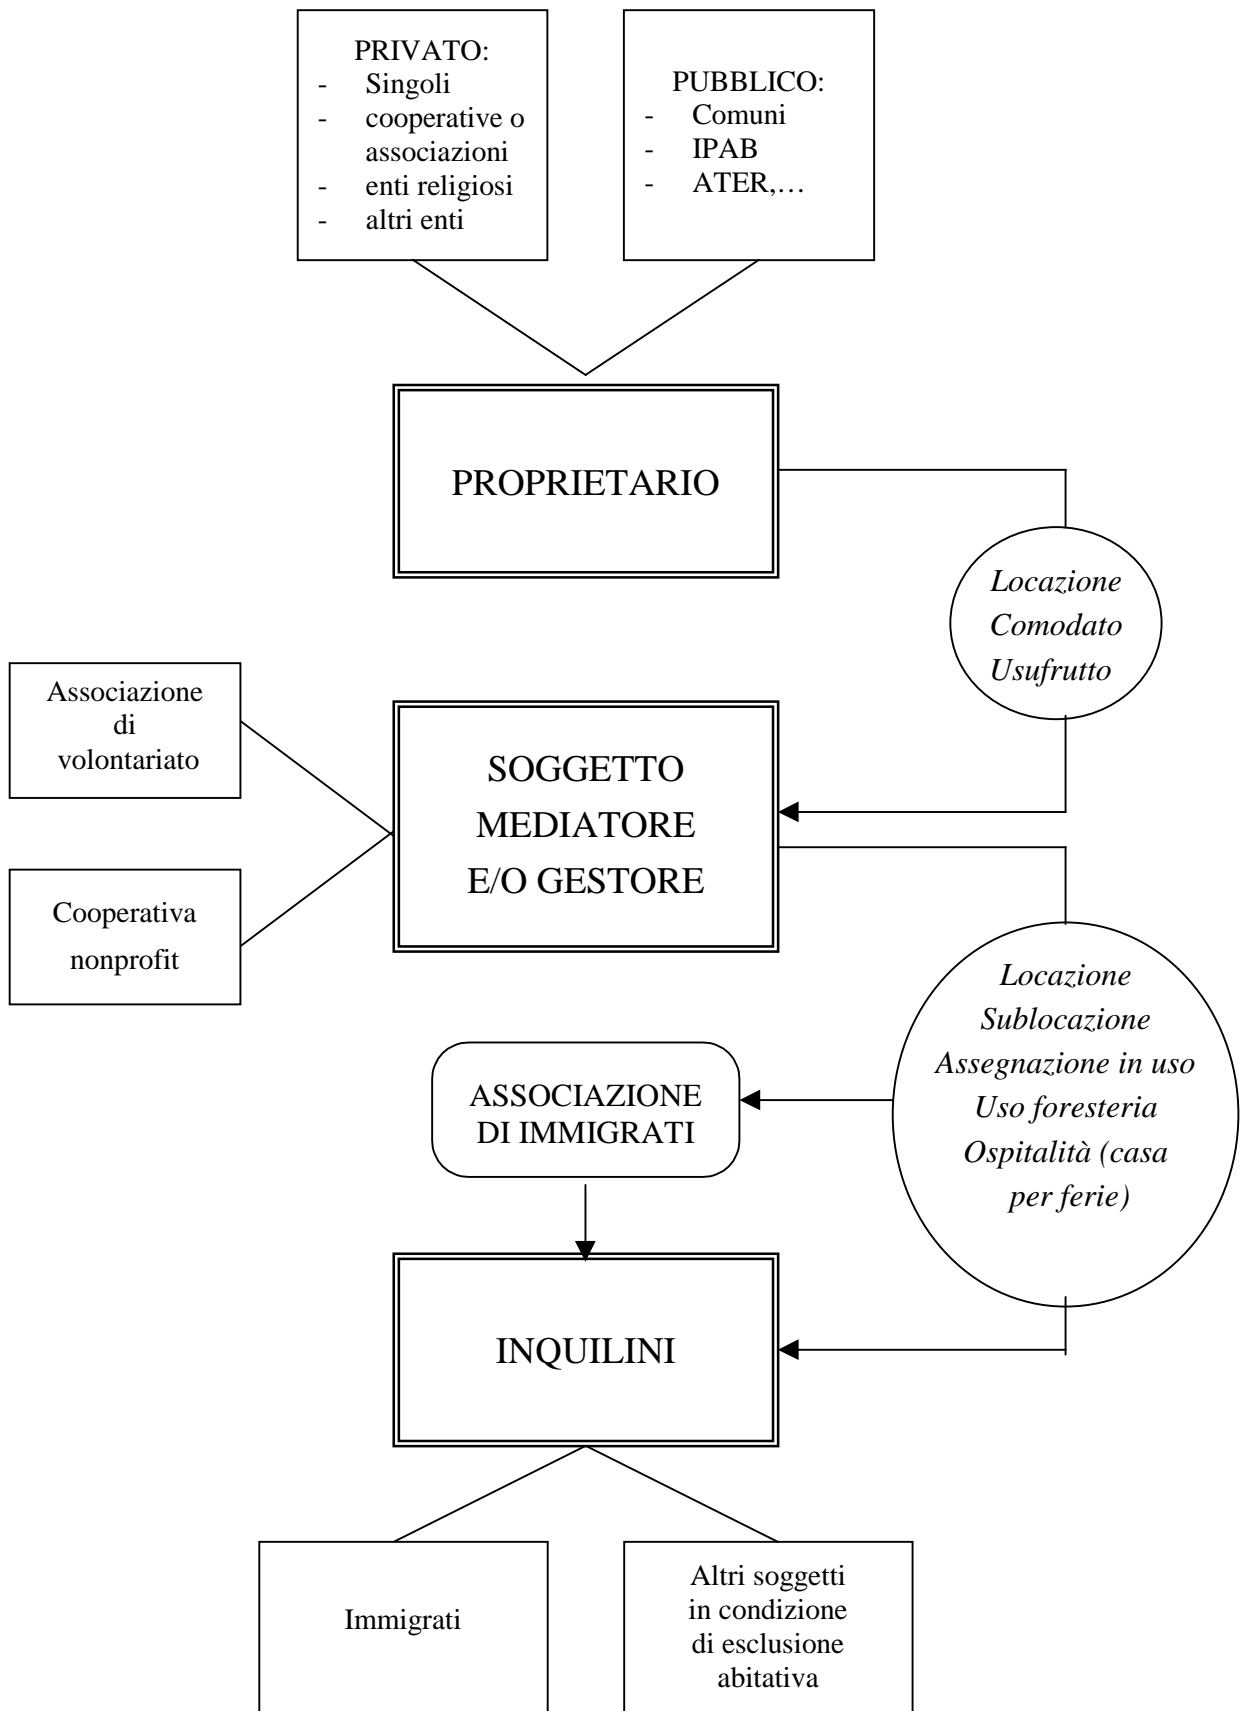 PRIVATO:
- Singoli
- cooperative o
associazioni
- enti religiosi
- altri enti
PUBBLICO:
- Comuni
- IPAB
- ATER,…
PROPRIETARIO
Locazione
Comodato
Usufrutto
Associazione
di
volontariato
SOGGETTO
MEDIATORE
E/O GESTORE
Cooperativa
nonprofit
Locazione
Sublocazione
Assegnazione in uso
Uso foresteria
Ospitalità (casa
per ferie)
ASSOCIAZIONE
DI IMMIGRATI
INQUILINI
Immigrati
Altri soggetti
in condizione
di esclusione
abitativa